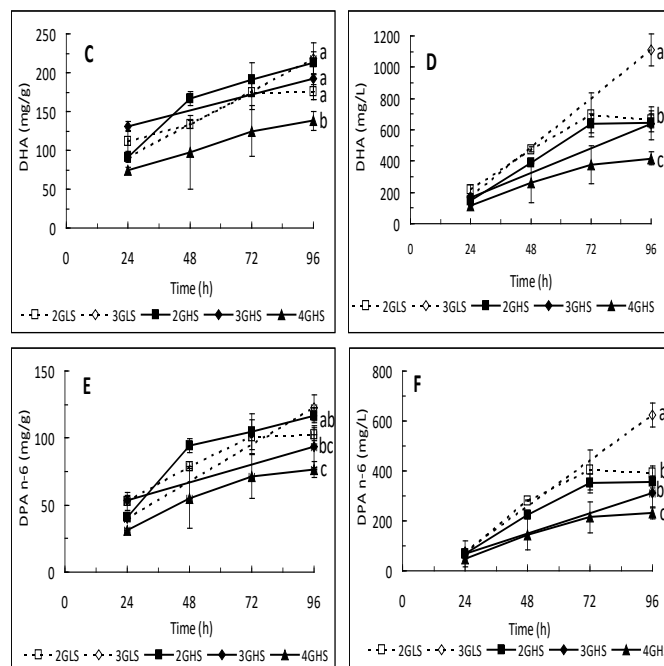 C
DHA (mg/g)
250
200
150
100
50
0
a
a
a
b
0 24 48 72 96
Time (h)
2GLS 3GLS 2GHS 3GHS 4GHS
D
DHA (mg/L)
1200
1000
800
600
400
200
0
a
b
c
0 24 48 72 96
Time (h)
2GLS 3GLS 2GHS 3GHS 4GHS
E
DPA n-6 (mg/g)
150
100
50
0
ab
bc
c
0 24 48 72 96
Time (h)
2GLS 3GLS 2GHS 3GHS 4GHS
F
DPA n-6 (mg/L)
800
600
400
200
0
a
b
b
c
0 24 48 72 96
Time (h)
2GLS 3GLS 2GHS 3GHS 4GH